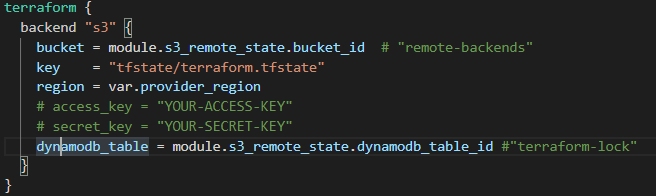 terraform {
  backend "s3" {
    bucket = module.s3_remote_state.bucket_id  # "remote-backends"
    key    = "tfstate/terraform.tfstate"
    region = var.provider_region
    # access_key = "YOUR-ACCESS-KEY"
    # secret_key = "YOUR-SECRET-KEY"
    dynamodb_table = module.s3_remote_state.dynamodb_table_id #"terraform-lock"
  }
}